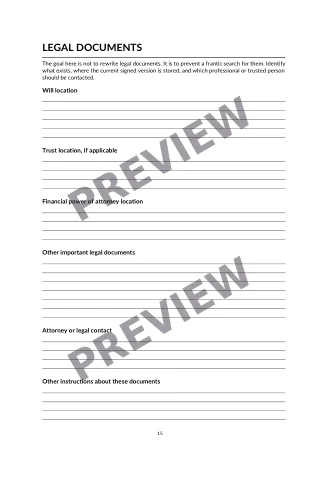 LEGAL DOCUMENTS
The goal here is not to rewrite legal documents. It is to prevent a frantic search for them. Identify
what exists, where the current signed version is stored, and which professional or trusted person
should be contacted.
Will location
PREVIEW
Trust location, if applicable
Financial power of attorney location
Other important legal documents
PREVIEW
Attorney or legal contact
Other instructions about these documents
15